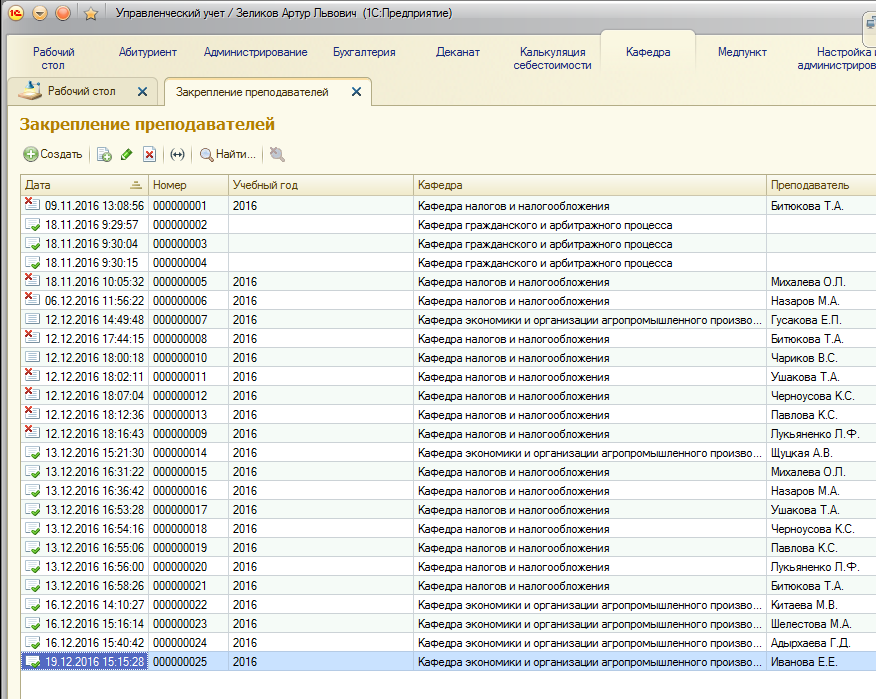 Управленческий учет / Зеликов Артур Львович (1С:Предприятие)
Рабочий стол Абитуриент Администрирование Бухгалтерия Деканат Калькуляция себестоимости Кафедра Медпункт Настройка и администриров
Рабочий стол Закрепление преподавателей
Закрепление преподавателей
Создать Найти...
Дата Номер Учебный год Кафедра Преподаватель
09.11.2016 13:08:56 000000001 2016 Кафедра налогов и налогообложения Битюкова Т.А.
18.11.2016 9:29:57 000000002 Кафедра гражданского и арбитражного процесса
18.11.2016 9:30:04 000000003 Кафедра гражданского и арбитражного процесса
18.11.2016 9:30:15 000000004 Кафедра гражданского и арбитражного процесса
18.11.2016 10:05:32 000000005 2016 Кафедра налогов и налогообложения Михалева О.Л.
06.12.2016 11:56:22 000000006 2016 Кафедра налогов и налогообложения Назаров М.А.
12.12.2016 14:49:48 000000007 2016 Кафедра экономики и организации агропромышленного произво... Гусакова Е.П.
12.12.2016 17:44:15 000000008 2016 Кафедра налогов и налогообложения Битюкова Т.А.
12.12.2016 18:00:18 000000010 2016 Кафедра налогов и налогообложения Чариков В.С.
12.12.2016 18:02:11 000000011 2016 Кафедра налогов и налогообложения Ушакова Т.А.
12.12.2016 18:07:04 000000012 2016 Кафедра налогов и налогообложения Черноусова К.С.
12.12.2016 18:12:36 000000013 2016 Кафедра налогов и налогообложения Павлова К.С.
12.12.2016 18:16:43 000000009 2016 Кафедра налогов и налогообложения Лукьяненко Л.Ф.
13.12.2016 15:21:30 000000014 2016 Кафедра экономики и организации агропромышленного произво... Щуцкая А.В.
13.12.2016 16:31:22 000000015 2016 Кафедра налогов и налогообложения Михалева О.Л.
13.12.2016 16:36:42 000000016 2016 Кафедра налогов и налогообложения Назаров М.А.
13.12.2016 16:53:28 000000017 2016 Кафедра налогов и налогообложения Ушакова Т.А.
13.12.2016 16:54:16 000000018 2016 Кафедра налогов и налогообложения Черноусова К.С.
13.12.2016 16:55:06 000000019 2016 Кафедра налогов и налогообложения Павлова К.С.
13.12.2016 16:56:00 000000020 2016 Кафедра налогов и налогообложения Лукьяненко Л.Ф.
13.12.2016 16:58:26 000000021 2016 Кафедра налогов и налогообложения Битюкова Т.А.
16.12.2016 14:10:27 000000022 2016 Кафедра экономики и организации агропромышленного произво... Китаева М.В.
16.12.2016 15:16:14 000000023 2016 Кафедра экономики и организации агропромышленного произво... Шелестова М.А.
16.12.2016 15:40:42 000000024 2016 Кафедра экономики и организации агропромышленного произво... Адырхаева Г.Д.
19.12.2016 15:15:28 000000025 2016 Кафедра экономики и организации агропромышленного произво... Иванова Е.Е.